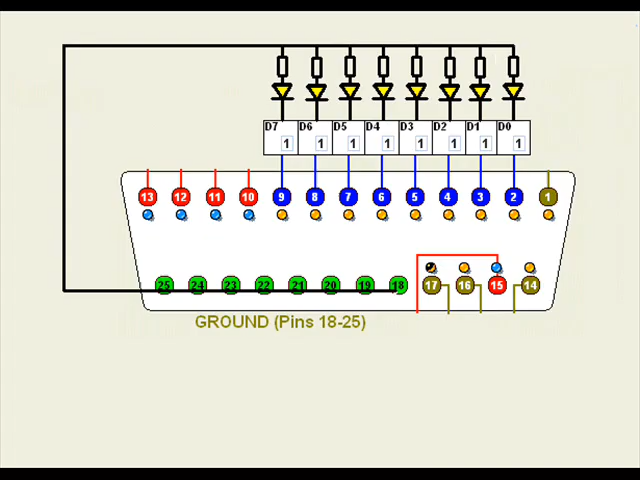 D7 D6 D5 D4 D3 D2 D1 D0
1 1 1 1 1 1 1 1
13 12 11 10 9 8 7 6 5 4 3 2 1
25 24 23 22 21 20 19 18 17 16 15 14
GROUND (Pins 18-25)